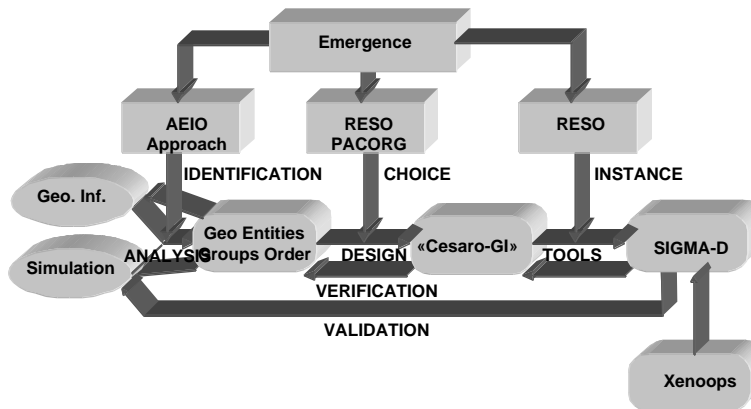 Emergence
AEIO
Approach
RESO
PACORG
RESO
IDENTIFICATION
CHOICE
INSTANCE
Geo. Inf.
Geo Entities
Groups Order
«Cesaro-GI»
SIGMA-D
Simulation
ANALYSIS
DESIGN
TOOLS
VERIFICATION
VALIDATION
Xenoops